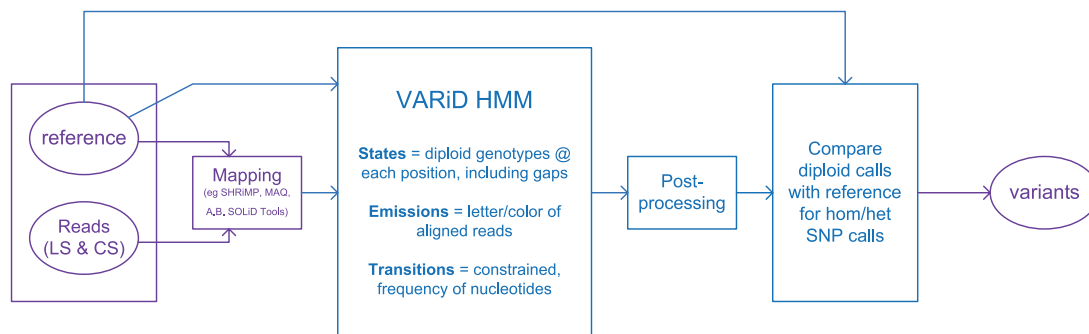 reference
Reads
(LS & CS)
Mapping
(eg SHRiMP, MAQ,
A.B. SOLiD Tools)
VARiD HMM
States = diploid genotypes @
each position, including gaps
Emissions = letter/color of
aligned reads
Transitions = constrained,
frequency of nucleotides
Post-
processing
Compare
diploid calls
with reference
for hom/het
SNP calls
variants